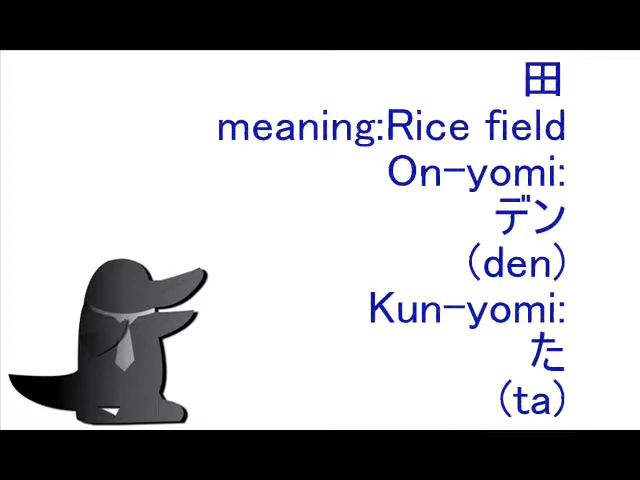 田
meaning:Rice field
On-yomi:
デン
(den)
Kun-yomi:
た
(ta)